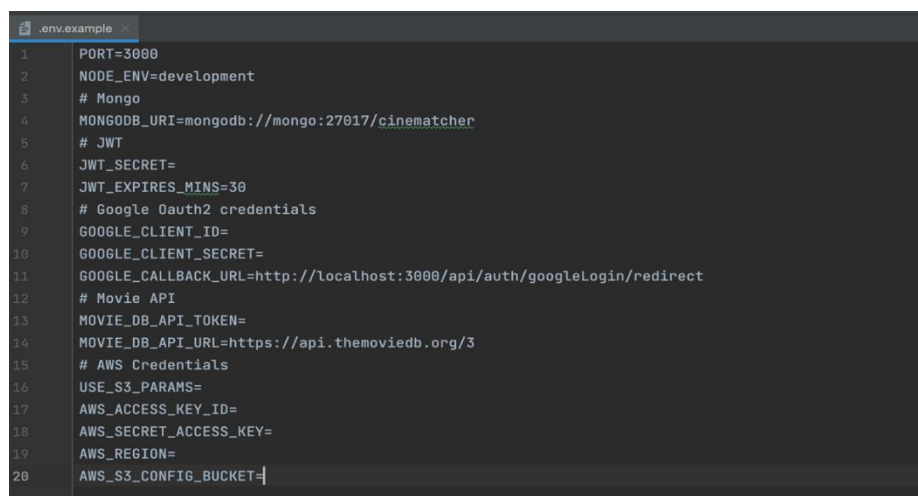 .env.example
1 PORT=3000
2 NODE_ENV=development
3 # Mongo
4 MONGODB_URI=mongodb://mongo:27017/cinematcher
5 # JWT
6 JWT_SECRET=
7 JWT_EXPIRES_MINS=30
8 # Google Oauth2 credentials
9 GOOGLE_CLIENT_ID=
10 GOOGLE_CLIENT_SECRET=
11 GOOGLE_CALLBACK_URL=http://localhost:3000/api/auth/googleLogin/redirect
12 # Movie API
13 MOVIE_DB_API_TOKEN=
14 MOVIE_DB_API_URL=https://api.themoviedb.org/3
15 # AWS Credentials
16 USE_S3_PARAMS=
17 AWS_ACCESS_KEY_ID=
18 AWS_SECRET_ACCESS_KEY=
19 AWS_REGION=
20 AWS_S3_CONFIG_BUCKET=